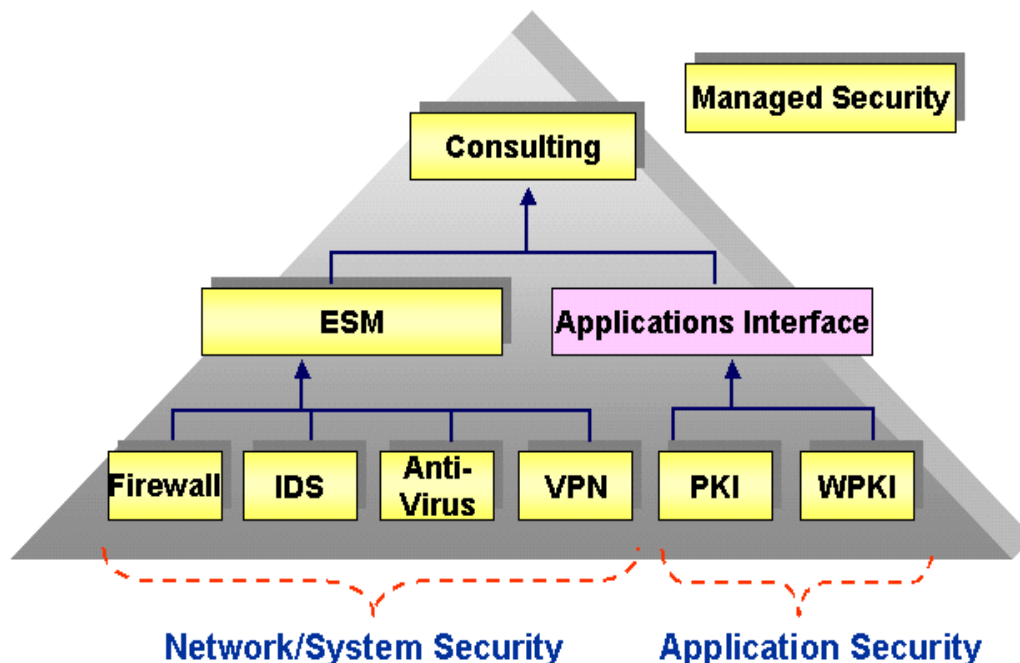 Managed Security
Consulting
ESM
Applications Interface
Firewall
IDS
Anti-
Virus
VPN
PKI
WPKI
Network/System Security
Application Security